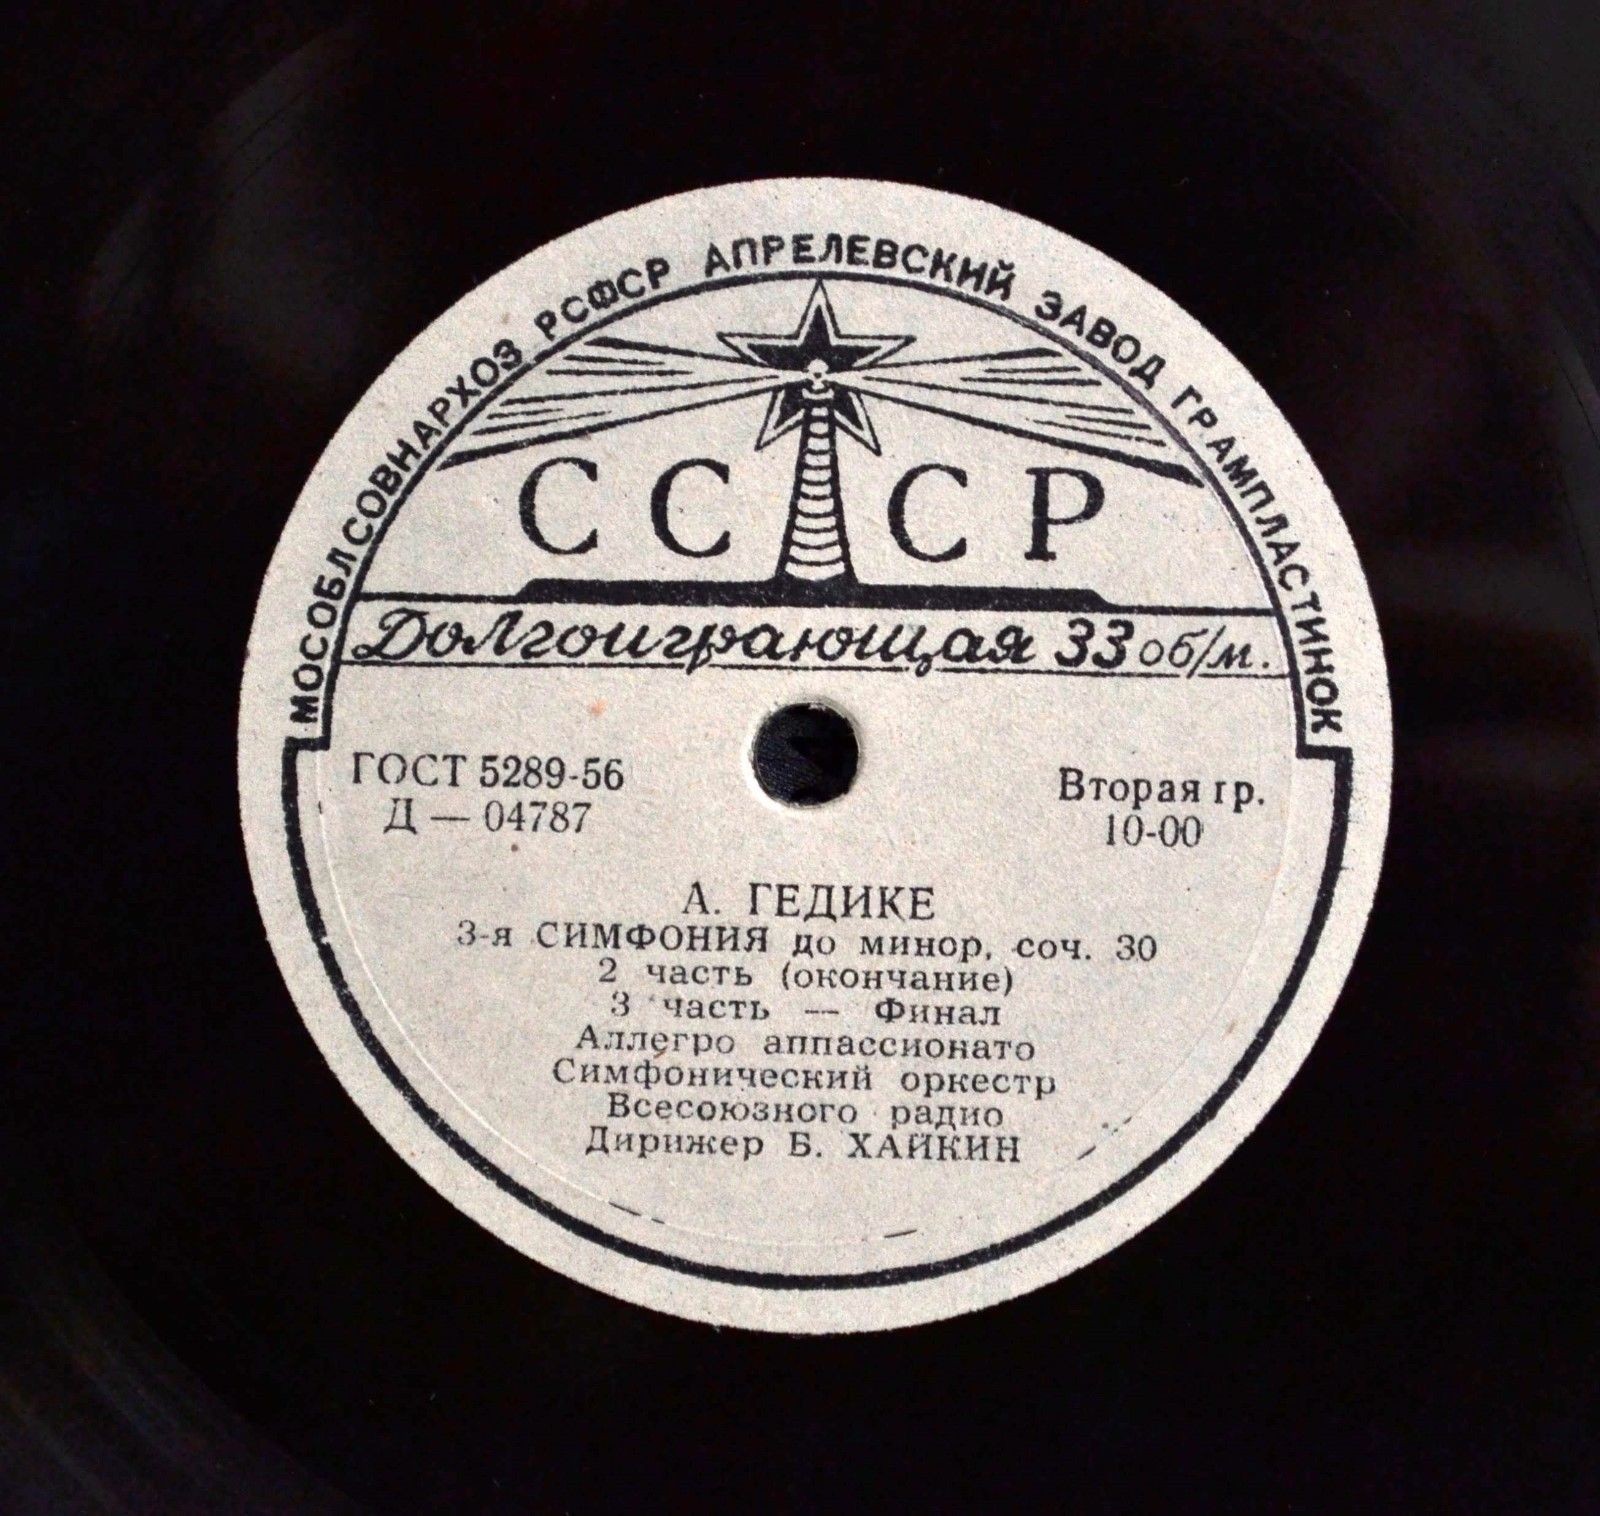 МОСОБЛСОВНАРХОЗ РСФСР АПРЕЛЕВСКИЙ ЗАВОД ГРАМПЛАСТИНОК
СССР
Долгоиграющая 33 об/м.
ГОСТ 5289-56
Д — 04787
Вторая гр.
10-00
А. ГЕДИКЕ
3-я СИМФОНИЯ до минор, соч. 30
2 часть (окончание)
3 часть — Финал
Аллегро аппассионато
Симфонический оркестр
Всесоюзного радио
Дирижер Б. ХАЙКИН